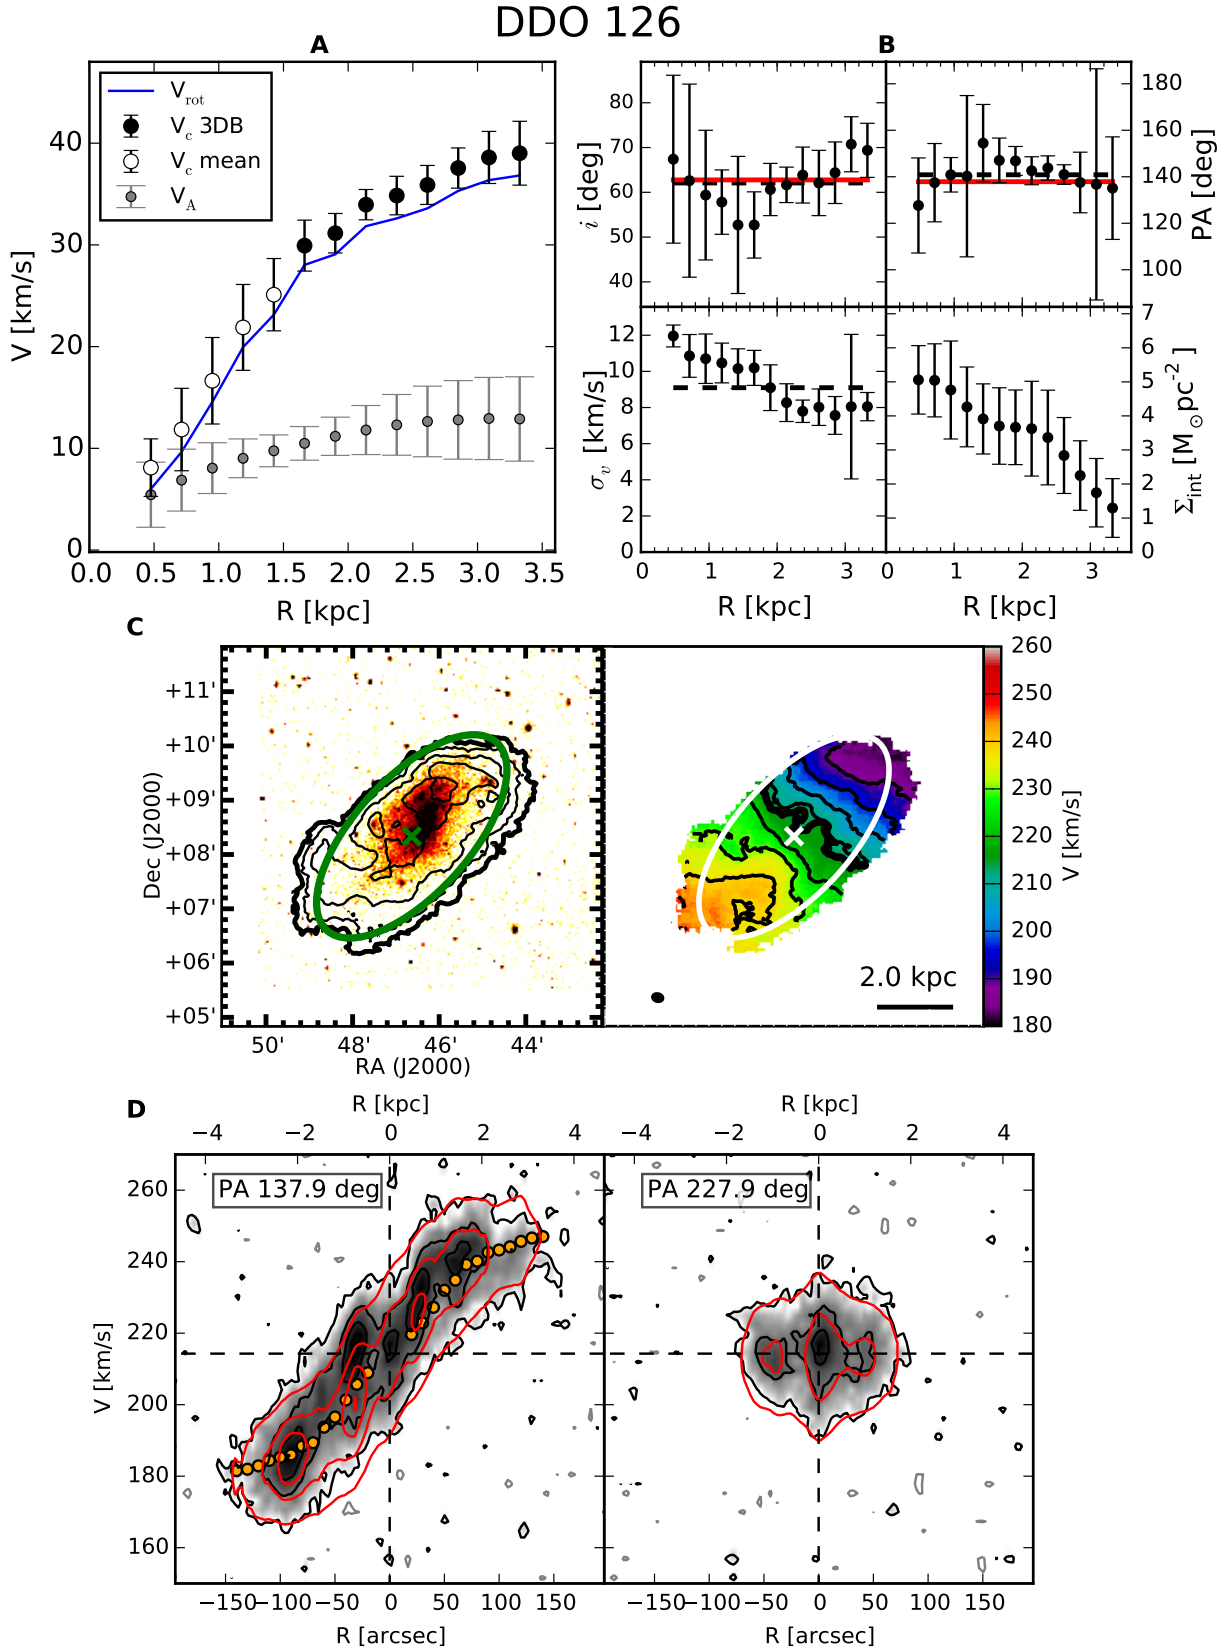 DDO 126
A
B
V_rot
V_c 3DB
V_c mean
V_A
V [km/s]
40
30
20
10
0
0.0 0.5 1.0 1.5 2.0 2.5 3.0 3.5
R [kpc]
i [deg]
80
70
60
50
40
PA [deg]
180
160
140
120
100
σ_v [km/s]
12
10
8
6
4
2
0
Σ_int [M_⊙pc^-2]
7
6
5
4
3
2
1
0
0 1 2 3
0 1 2 3
R [kpc]
R [kpc]
C
Dec (J2000)
+11'
+10'
+09'
+08'
+07'
+06'
+05'
50' 48' 46' 44'
RA (J2000)
2.0 kpc
260
250
240
230
220
210
200
190
180
V [km/s]
D
R [kpc]
R [kpc]
−4 −2 0 2 4
−4 −2 0 2 4
PA 137.9 deg
PA 227.9 deg
V [km/s]
260
240
220
200
180
160
−150−100 −50 0 50 100 150
−150−100 −50 0 50 100 150
R [arcsec]
R [arcsec]